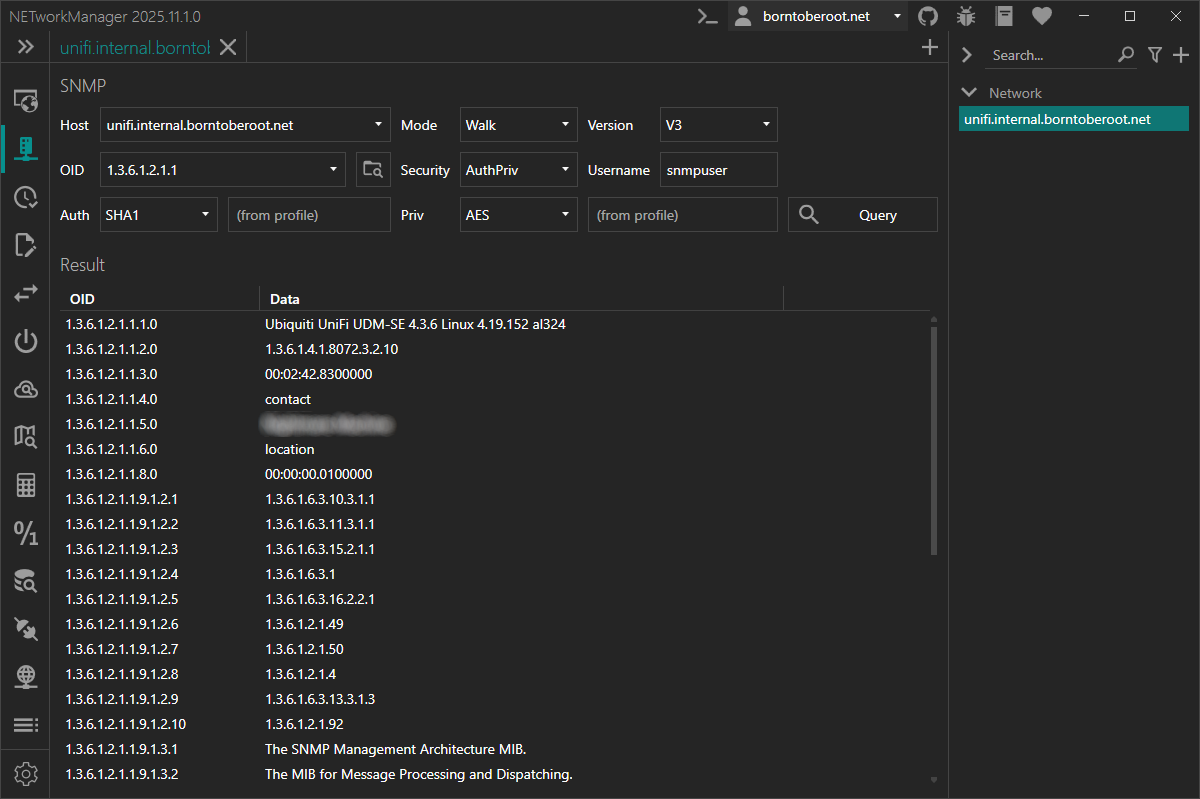 NETworkManager 2025.11.1.0 borntoberoot.net
unifi.internal.borntol
Search...
SNMP
Network
Host unifi.internal.borntoberoot.net Mode Walk Version V3
unifi.internal.borntoberoot.net
OID 1.3.6.1.2.1.1 Security AuthPriv Username snmpuser
Auth SHA1 (from profile) Priv AES (from profile) Query
Result
OID Data
1.3.6.1.2.1.1.1.0 Ubiquiti UniFi UDM-SE 4.3.6 Linux 4.19.152 al324
1.3.6.1.2.1.1.2.0 1.3.6.1.4.1.8072.3.2.10
1.3.6.1.2.1.1.3.0 00:02:42.8300000
1.3.6.1.2.1.1.4.0 contact
1.3.6.1.2.1.1.5.0
1.3.6.1.2.1.1.6.0 location
1.3.6.1.2.1.1.8.0 00:00:00.0100000
1.3.6.1.2.1.1.9.1.2.1 1.3.6.1.6.3.10.3.1.1
1.3.6.1.2.1.1.9.1.2.2 1.3.6.1.6.3.11.3.1.1
1.3.6.1.2.1.1.9.1.2.3 1.3.6.1.6.3.15.2.1.1
1.3.6.1.2.1.1.9.1.2.4 1.3.6.1.6.3.1
1.3.6.1.2.1.1.9.1.2.5 1.3.6.1.6.3.16.2.2.1
1.3.6.1.2.1.1.9.1.2.6 1.3.6.1.2.1.49
1.3.6.1.2.1.1.9.1.2.7 1.3.6.1.2.1.50
1.3.6.1.2.1.1.9.1.2.8 1.3.6.1.2.1.4
1.3.6.1.2.1.1.9.1.2.9 1.3.6.1.6.3.13.3.1.3
1.3.6.1.2.1.1.9.1.2.10 1.3.6.1.2.1.92
1.3.6.1.2.1.1.9.1.3.1 The SNMP Management Architecture MIB.
1.3.6.1.2.1.1.9.1.3.2 The MIB for Message Processing and Dispatching.